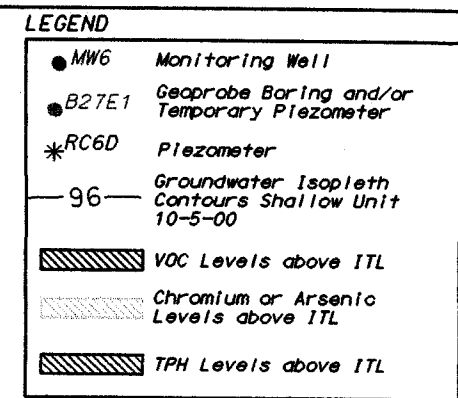 LEGEND
MW6 Monitoring Well
B27E1 Geoprobe Boring and/or
Temporary Piezometer
RC6D Piezometer
96 Groundwater Isopleth
Contours Shallow Unit
10-5-00
VOC Levels above ITL
Chromium or Arsenic
Levels above ITL
TPH Levels above ITL